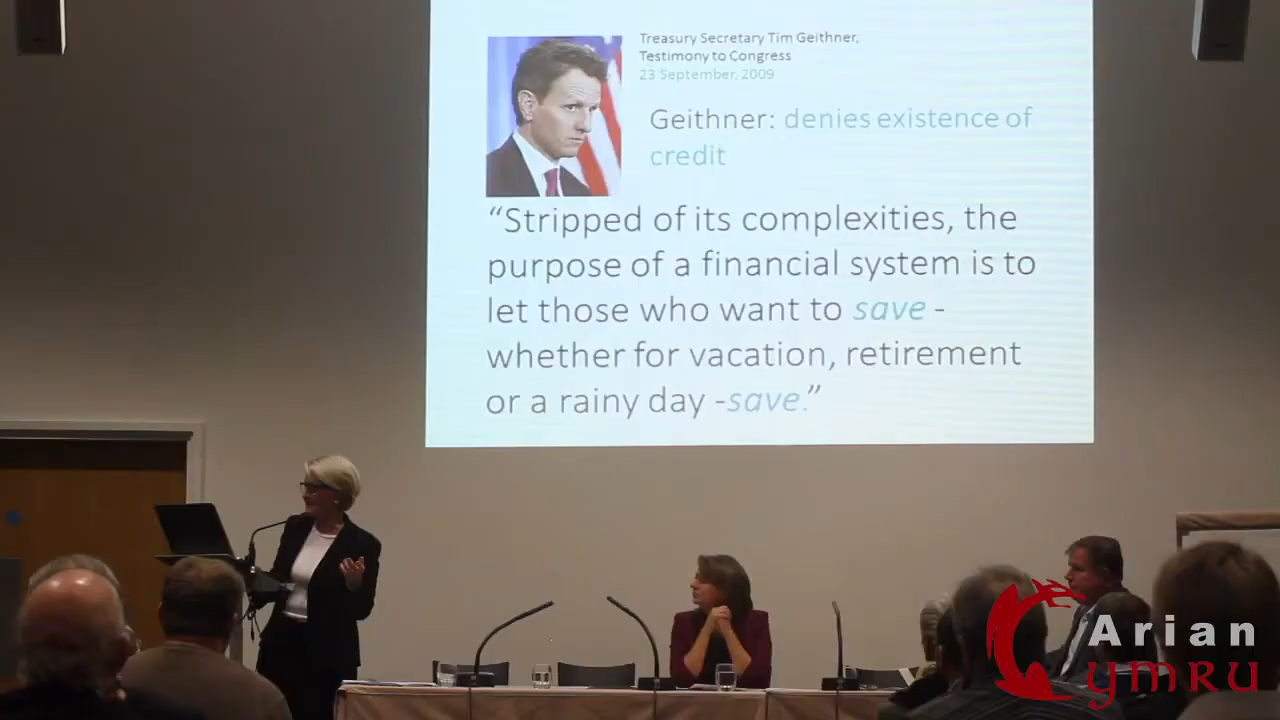 Treasury Secretary Tim Geithner,
Testimony to Congress
23 September, 2009
Geithner: denies existence of
credit
“Stripped of its complexities, the
purpose of a financial system is to
let those who want to save -
whether for vacation, retirement
or a rainy day -save.”
Arian
Cymru